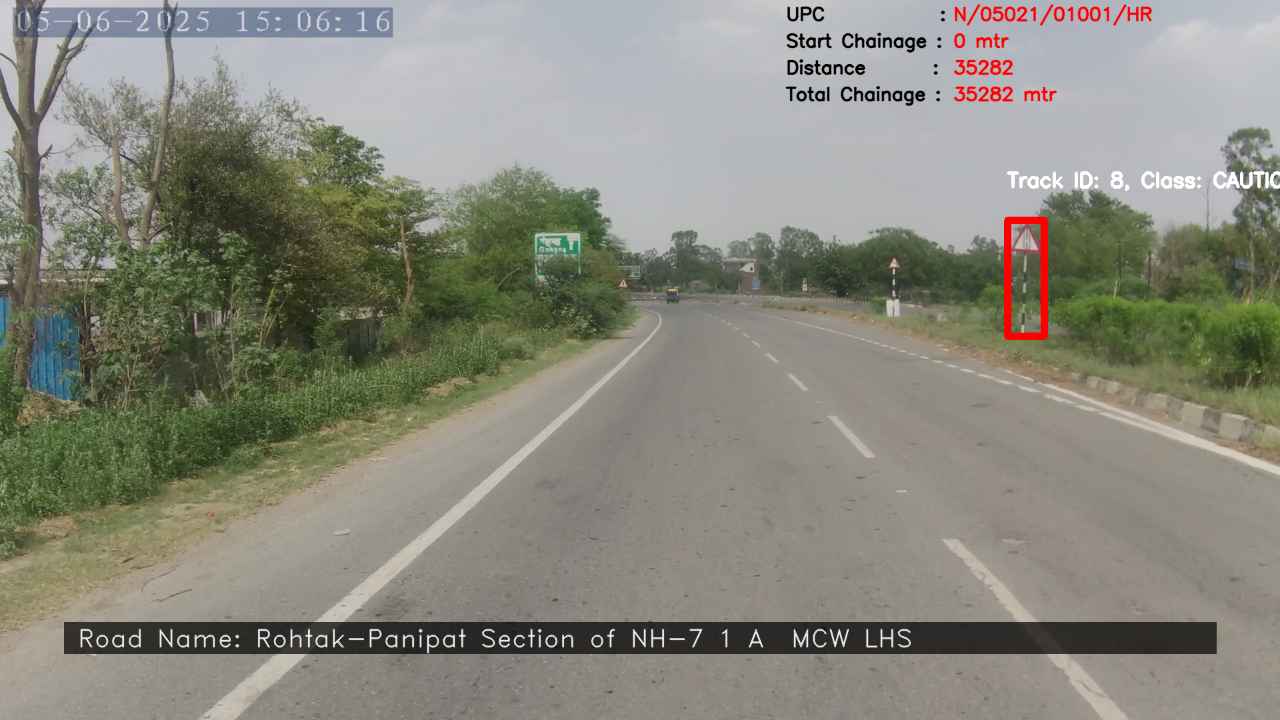 05-06-2025 15:06:16
UPC : N/05021/01001/HR
Start Chainage : 0 mtr
Distance : 35282
Total Chainage : 35282 mtr
Track ID: 8, Class: CAUTIO
Road Name: Rohtak-Panipat Section of NH-7 1 A MCW LHS